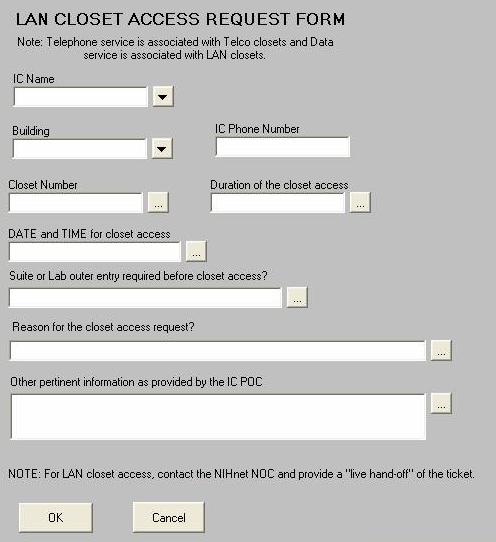 LAN CLOSET ACCESS REQUEST FORM
Note: Telephone service is associated with Telco closets and Data
service is associated with LAN closets.
IC Name
Building
IC Phone Number
Closet Number
...
Duration of the closet access
...
DATE and TIME for closet access
...
Suite or Lab outer entry required before closet access?
...
Reason for the closet access request?
...
Other pertinent information as provided by the IC POC
...
NOTE: For LAN closet access, contact the NIHnet NOC and provide a "live hand-off" of the ticket.
OK
Cancel